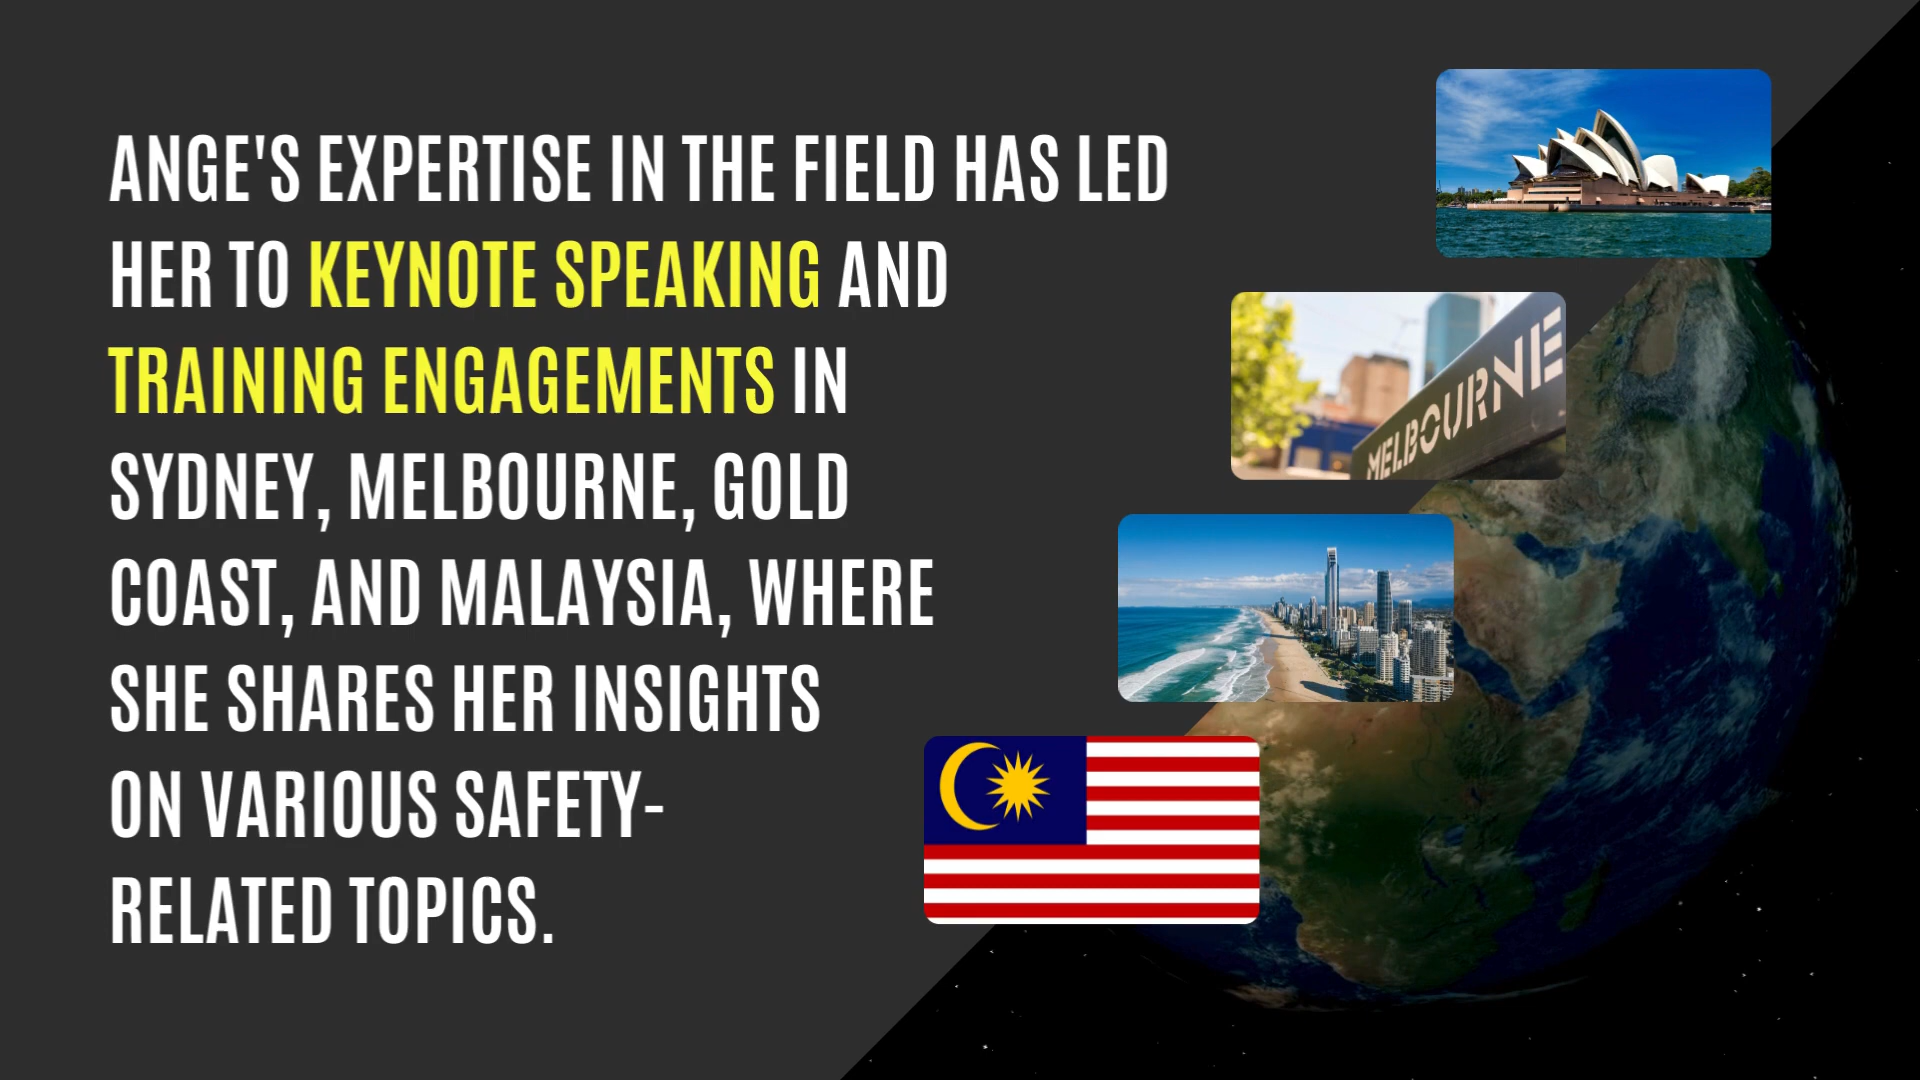 ANGE'S EXPERTISE IN THE FIELD HAS LED
HER TO KEYNOTE SPEAKING AND
TRAINING ENGAGEMENTS IN
SYDNEY, MELBOURNE, GOLD
COAST, AND MALAYSIA, WHERE
SHE SHARES HER INSIGHTS
ON VARIOUS SAFETY-
RELATED TOPICS.
MELBOURNE